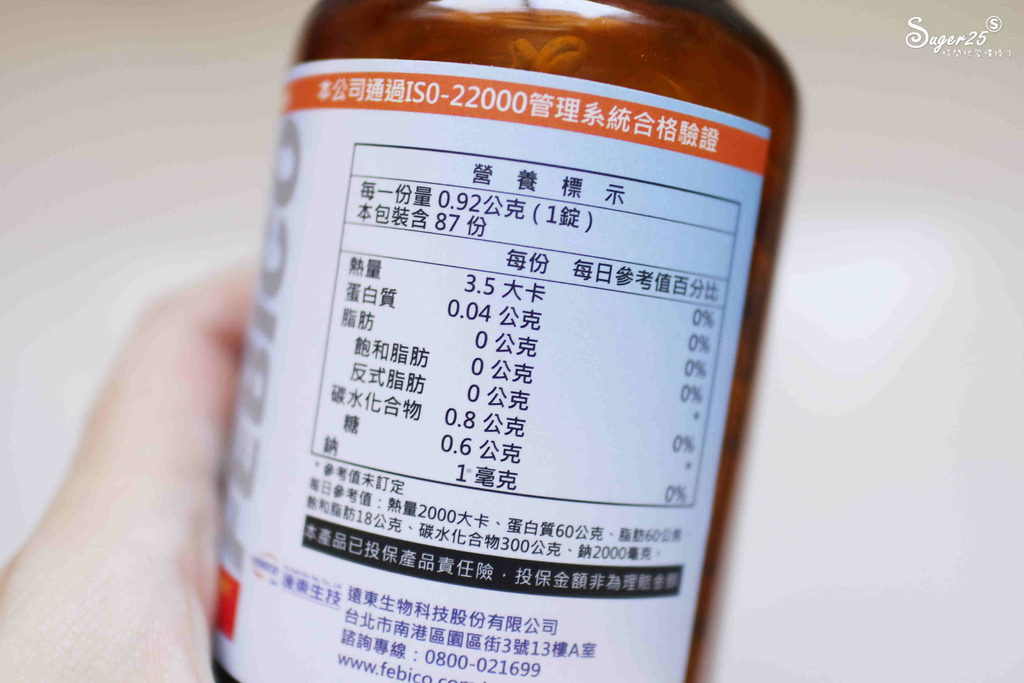 Suger25 S
本公司通過ISO-22000管理系統合格驗證
營養標示
每一份量 0.92公克 ( 1錠 )
本包裝含 87 份
每份 每日參考值百分比
熱量 3.5 大卡 0%
蛋白質 0.04 公克 0%
脂肪 0 公克 0%
飽和脂肪 0 公克 0%
反式脂肪 0 公克 *
碳水化合物 0.8 公克 0%
糖 0.6 公克 *
鈉 1 毫克 0%
* 參考值未訂定
每日參考值：熱量2000大卡、蛋白質60公克、脂肪60公克、
飽和脂肪18公克、碳水化合物300公克、鈉2000毫克。
本產品已投保產品責任險，投保金額非為理賠金額
遠東生技
遠東生物科技股份有限公司
台北市南港區園區街3號13樓A室
諮詢專線：0800-021699
www.febico.com